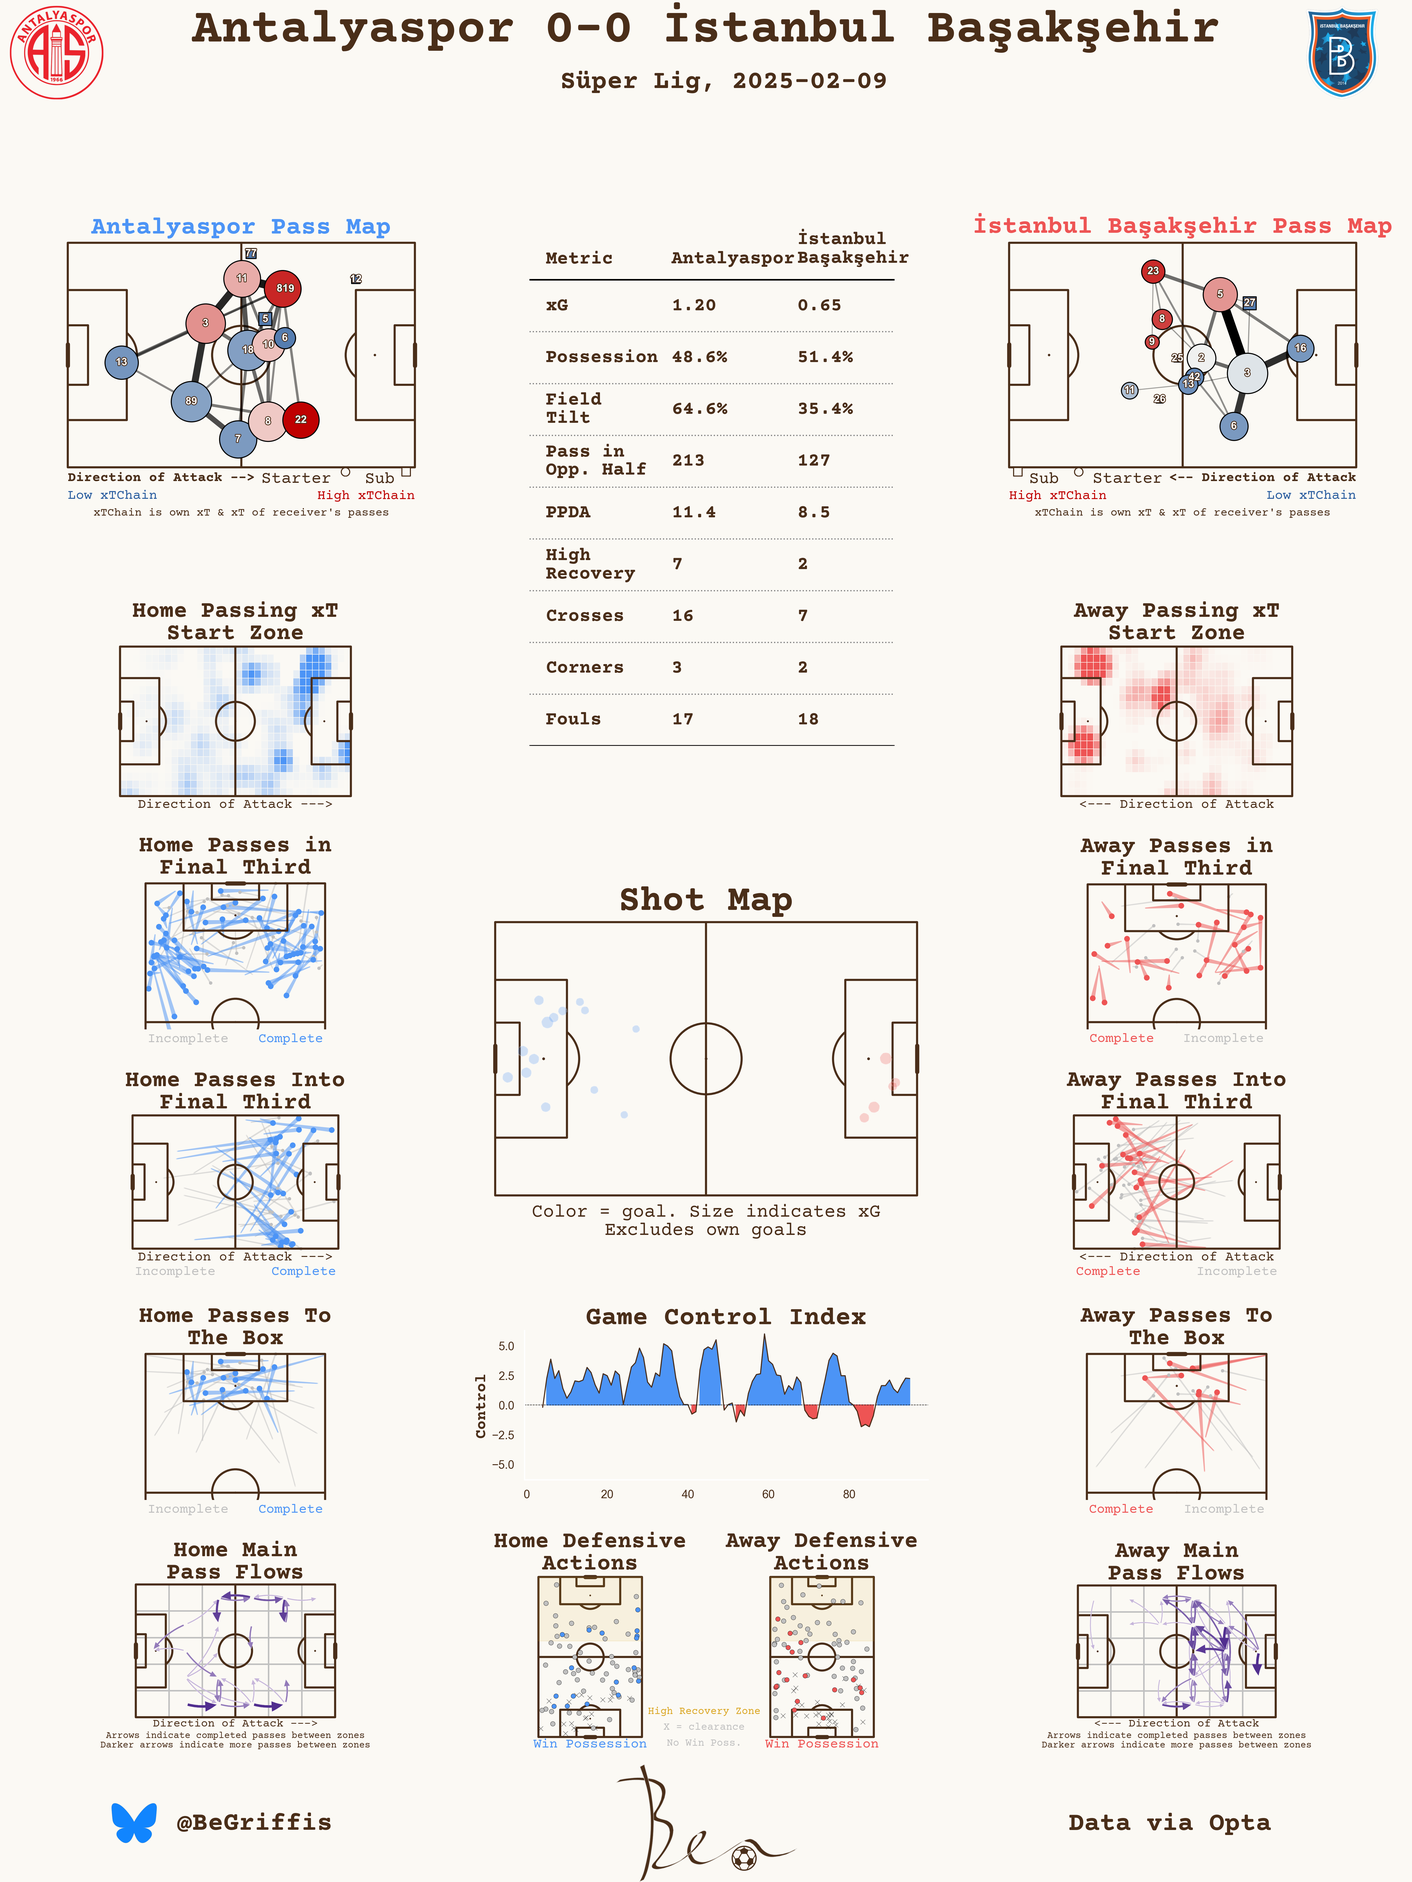 Antalyaspor 0-0 İstanbul Başakşehir
Süper Lig, 2025-02-09
ANTALYASPOR
1966
İSTANBUL BAŞAKŞEHİR
2014
Antalyaspor Pass Map
77
11
819
12
3
5
6
10
18
13
89
8
22
7
Direction of Attack --> Starter Sub
Low xTChain High xTChain
xTChain is own xT & xT of receiver's passes
Metric Antalyaspor İstanbul Başakşehir
xG 1.20 0.65
Possession 48.6% 51.4%
Field Tilt 64.6% 35.4%
Pass in Opp. Half 213 127
PPDA 11.4 8.5
High Recovery 7 2
Crosses 16 7
Corners 3 2
Fouls 17 18
İstanbul Başakşehir Pass Map
23
5
27
8
9
16
25
2
3
42
13
11
26
6
Sub Starter <-- Direction of Attack
High xTChain Low xTChain
xTChain is own xT & xT of receiver's passes
Home Passing xT
Start Zone
Direction of Attack --->
Away Passing xT
Start Zone
<--- Direction of Attack
Home Passes in
Final Third
Incomplete Complete
Away Passes in
Final Third
Complete Incomplete
Shot Map
Color = goal. Size indicates xG
Excludes own goals
Home Passes Into
Final Third
Direction of Attack --->
Incomplete Complete
Away Passes Into
Final Third
<--- Direction of Attack
Complete Incomplete
Home Passes To
The Box
Incomplete Complete
Game Control Index
Control
5.0
2.5
0.0
−2.5
−5.0
0 20 40 60 80
Away Passes To
The Box
Complete Incomplete
Home Main
Pass Flows
Direction of Attack --->
Arrows indicate completed passes between zones
Darker arrows indicate more passes between zones
Home Defensive
Actions
Win Possession
Away Defensive
Actions
Win Possession
High Recovery Zone
X = clearance
No Win Poss.
Away Main
Pass Flows
<--- Direction of Attack
Arrows indicate completed passes between zones
Darker arrows indicate more passes between zones
@BeGriffis
Ben
Data via Opta